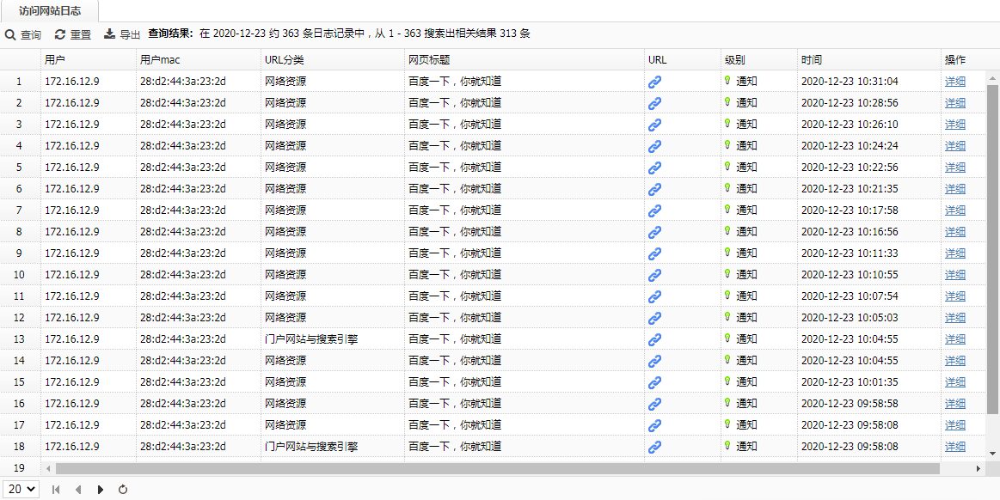 访问网站日志
查询 重置 导出 查询结果: 在 2020-12-23 约 363 条日志记录中，从 1 - 363 搜索出相关结果 313 条
用户 用户mac URL分类 网页标题 URL 级别 时间 操作
1 172.16.12.9 28:d2:44:3a:23:2d 网络资源 百度一下，你就知道 通知 2020-12-23 10:31:04 详细
2 172.16.12.9 28:d2:44:3a:23:2d 网络资源 百度一下，你就知道 通知 2020-12-23 10:28:56 详细
3 172.16.12.9 28:d2:44:3a:23:2d 网络资源 百度一下，你就知道 通知 2020-12-23 10:26:10 详细
4 172.16.12.9 28:d2:44:3a:23:2d 网络资源 百度一下，你就知道 通知 2020-12-23 10:24:24 详细
5 172.16.12.9 28:d2:44:3a:23:2d 网络资源 百度一下，你就知道 通知 2020-12-23 10:22:56 详细
6 172.16.12.9 28:d2:44:3a:23:2d 网络资源 百度一下，你就知道 通知 2020-12-23 10:21:35 详细
7 172.16.12.9 28:d2:44:3a:23:2d 网络资源 百度一下，你就知道 通知 2020-12-23 10:17:58 详细
8 172.16.12.9 28:d2:44:3a:23:2d 网络资源 百度一下，你就知道 通知 2020-12-23 10:16:56 详细
9 172.16.12.9 28:d2:44:3a:23:2d 网络资源 百度一下，你就知道 通知 2020-12-23 10:11:33 详细
10 172.16.12.9 28:d2:44:3a:23:2d 网络资源 百度一下，你就知道 通知 2020-12-23 10:10:55 详细
11 172.16.12.9 28:d2:44:3a:23:2d 网络资源 百度一下，你就知道 通知 2020-12-23 10:07:54 详细
12 172.16.12.9 28:d2:44:3a:23:2d 网络资源 百度一下，你就知道 通知 2020-12-23 10:05:03 详细
13 172.16.12.9 28:d2:44:3a:23:2d 门户网站与搜索引擎 百度一下，你就知道 通知 2020-12-23 10:04:55 详细
14 172.16.12.9 28:d2:44:3a:23:2d 网络资源 百度一下，你就知道 通知 2020-12-23 10:04:55 详细
15 172.16.12.9 28:d2:44:3a:23:2d 网络资源 百度一下，你就知道 通知 2020-12-23 10:01:35 详细
16 172.16.12.9 28:d2:44:3a:23:2d 网络资源 百度一下，你就知道 通知 2020-12-23 09:58:58 详细
17 172.16.12.9 28:d2:44:3a:23:2d 网络资源 百度一下，你就知道 通知 2020-12-23 09:58:08 详细
18 172.16.12.9 28:d2:44:3a:23:2d 门户网站与搜索引擎 百度一下，你就知道 通知 2020-12-23 09:58:08 详细
19
20